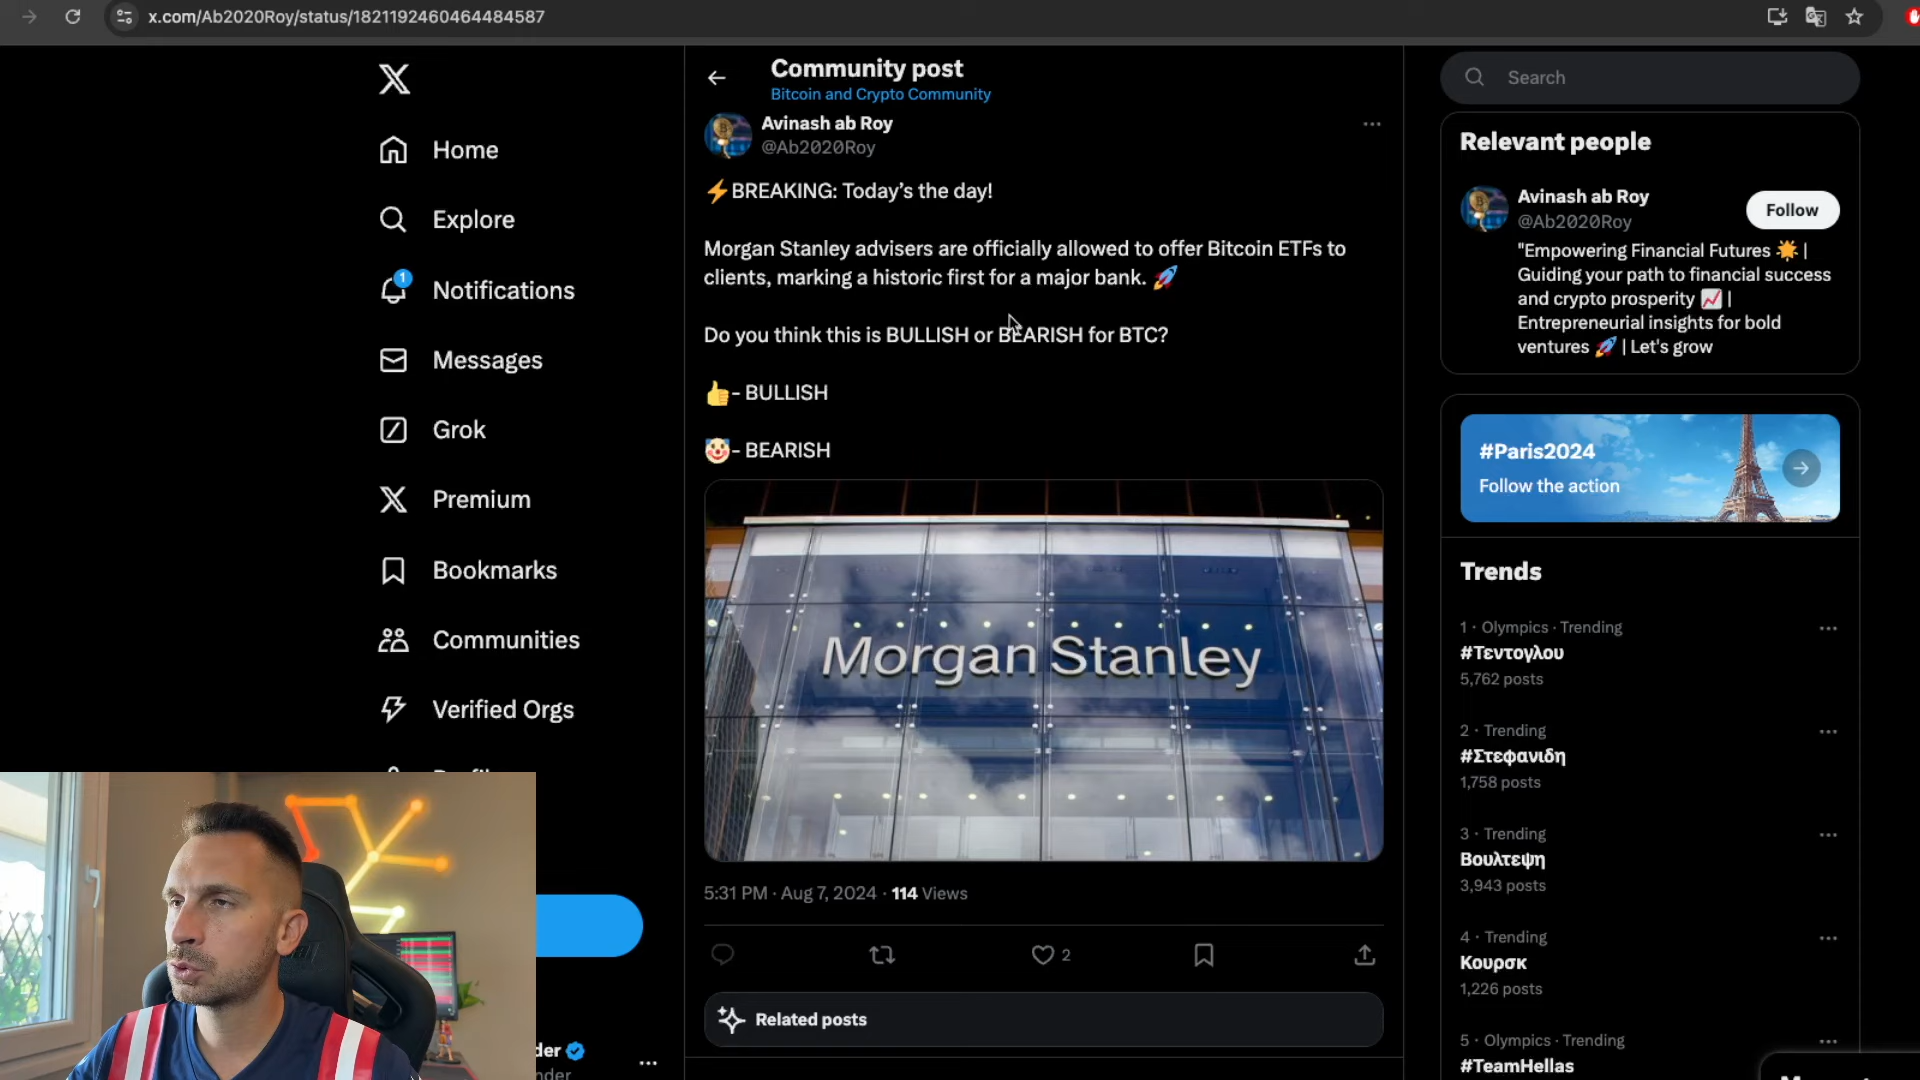 x.com/Ab2020Roy/status/1821192460464484587
Home
Explore
1
Notifications
Messages
Grok
Premium
Bookmarks
Communities
Verified Orgs
Community post
Bitcoin and Crypto Community
Avinash ab Roy
@Ab2020Roy
⚡BREAKING: Today’s the day!
Morgan Stanley advisers are officially allowed to offer Bitcoin ETFs to
clients, marking a historic first for a major bank. 🚀
Do you think this is BULLISH or BEARISH for BTC?
👍- BULLISH
🤡- BEARISH
Morgan Stanley
5:31 PM · Aug 7, 2024 · 114 Views
2
Related posts
Search
Relevant people
Avinash ab Roy
@Ab2020Roy
Follow
"Empowering Financial Futures 🌟 |
Guiding your path to financial success
and crypto prosperity 📈 |
Entrepreneurial insights for bold
ventures 🚀 | Let's grow
#Paris2024
Follow the action
Trends
1 · Olympics · Trending
#Τεντογλου
5,762 posts
2 · Trending
#Στεφανιδη
1,758 posts
3 · Trending
Βουλτεψη
3,943 posts
4 · Trending
Κουρσκ
1,226 posts
5 · Olympics · Trending
#TeamHellas